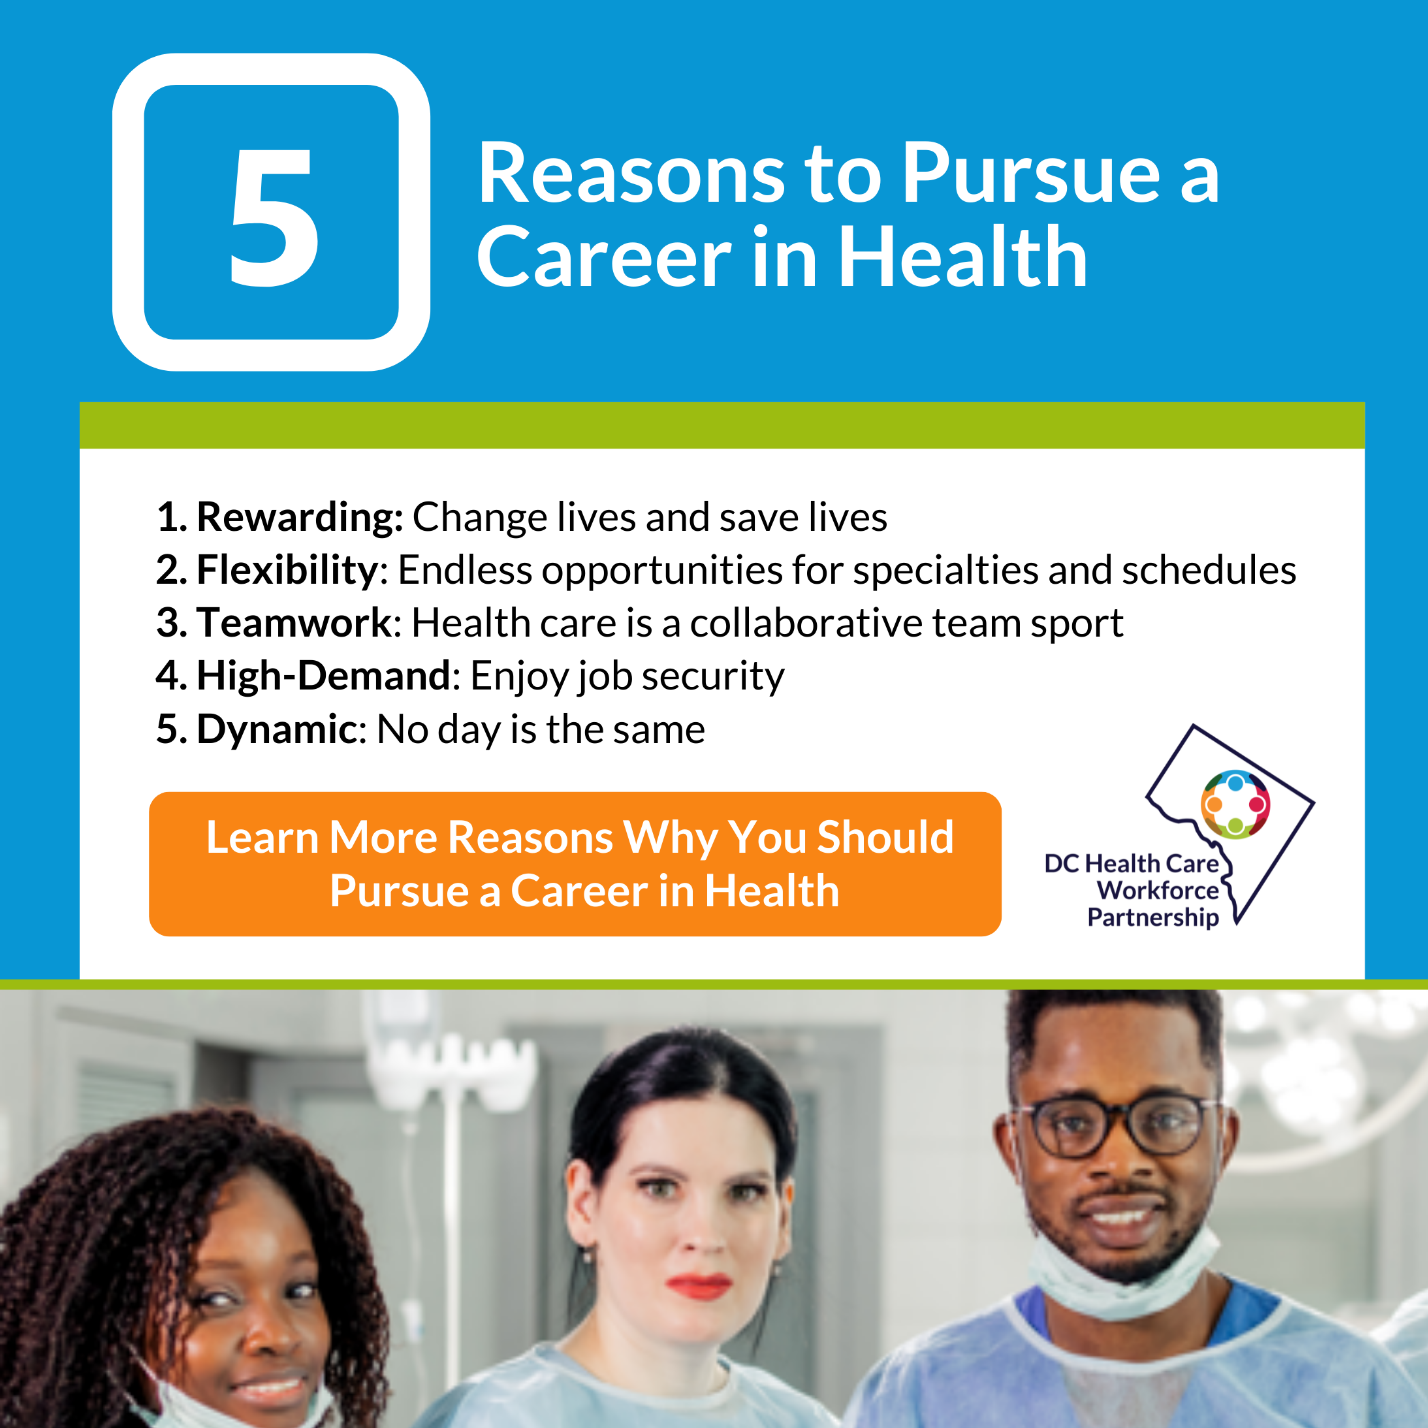 5
Reasons to Pursue a
Career in Health
1. Rewarding: Change lives and save lives
2. Flexibility: Endless opportunities for specialties and schedules
3. Teamwork: Health care is a collaborative team sport
4. High-Demand: Enjoy job security
5. Dynamic: No day is the same
Learn More Reasons Why You Should
Pursue a Career in Health
DC Health Care
Workforce
Partnership